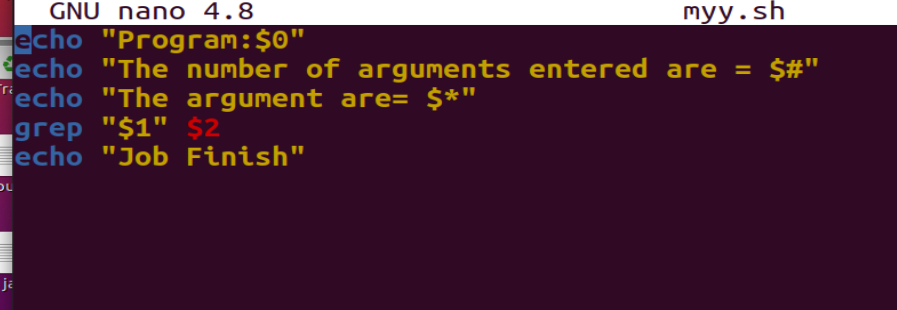 GNU nano 4.8 myy.sh
echo "Program:$0"
echo "The number of arguments entered are = $#"
echo "The argument are= $*"
grep "$1" $2
echo "Job Finish"